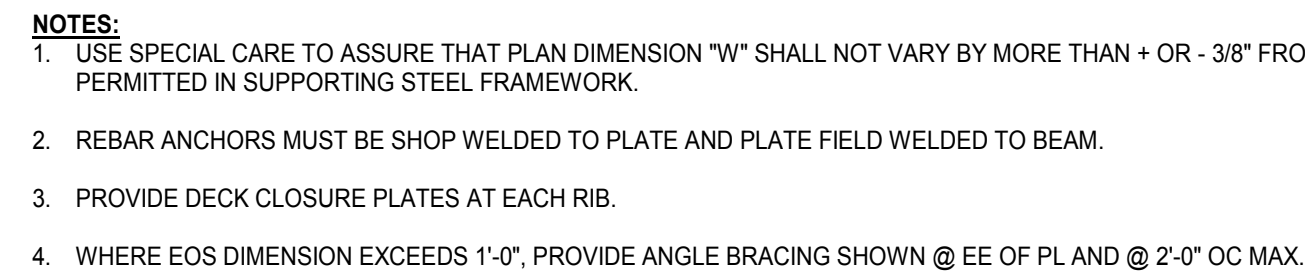 NOTES:
1. USE SPECIAL CARE TO ASSURE THAT PLAN DIMENSION "W" SHALL NOT VARY BY MORE THAN + OR - 3/8" FRO
PERMITTED IN SUPPORTING STEEL FRAMEWORK.
2. REBAR ANCHORS MUST BE SHOP WELDED TO PLATE AND PLATE FIELD WELDED TO BEAM.
3. PROVIDE DECK CLOSURE PLATES AT EACH RIB.
4. WHERE EOS DIMENSION EXCEEDS 1'-0", PROVIDE ANGLE BRACING SHOWN @ EE OF PL AND @ 2'-0" OC MAX.